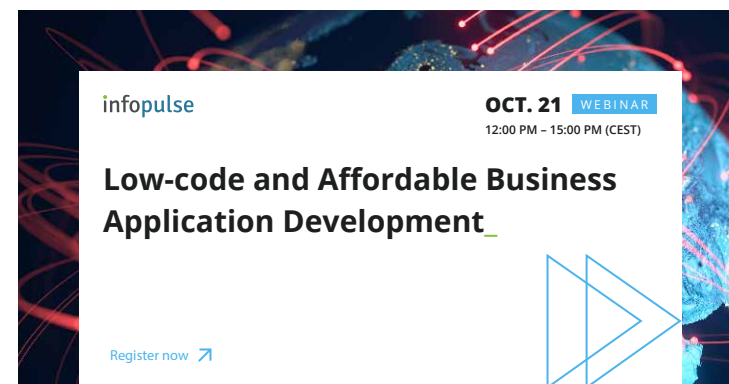 infopulse
OCT. 21 WEBINAR
12:00 PM – 15:00 PM (CEST)
Low-code and Affordable Business
Application Development_
Register now